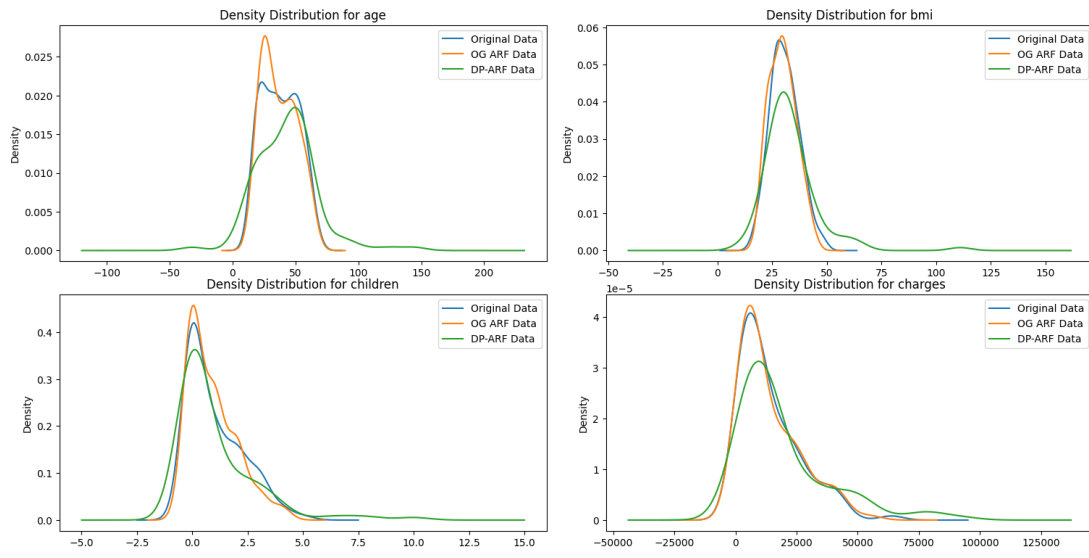 Density Distribution for age
Density
0.025
0.020
0.015
0.010
0.005
0.000
−100 −50 0 50 100 150 200
Original Data
OG ARF Data
DP-ARF Data
Density Distribution for bmi
Density
0.06
0.05
0.04
0.03
0.02
0.01
0.00
−50 −25 0 25 50 75 100 125 150
Original Data
OG ARF Data
DP-ARF Data
Density Distribution for children
Density
0.4
0.3
0.2
0.1
0.0
−5.0 −2.5 0.0 2.5 5.0 7.5 10.0 12.5 15.0
Original Data
OG ARF Data
DP-ARF Data
1e−5
Density Distribution for charges
Density
4
3
2
1
0
−50000 −25000 0 25000 50000 75000 100000 125000
Original Data
OG ARF Data
DP-ARF Data